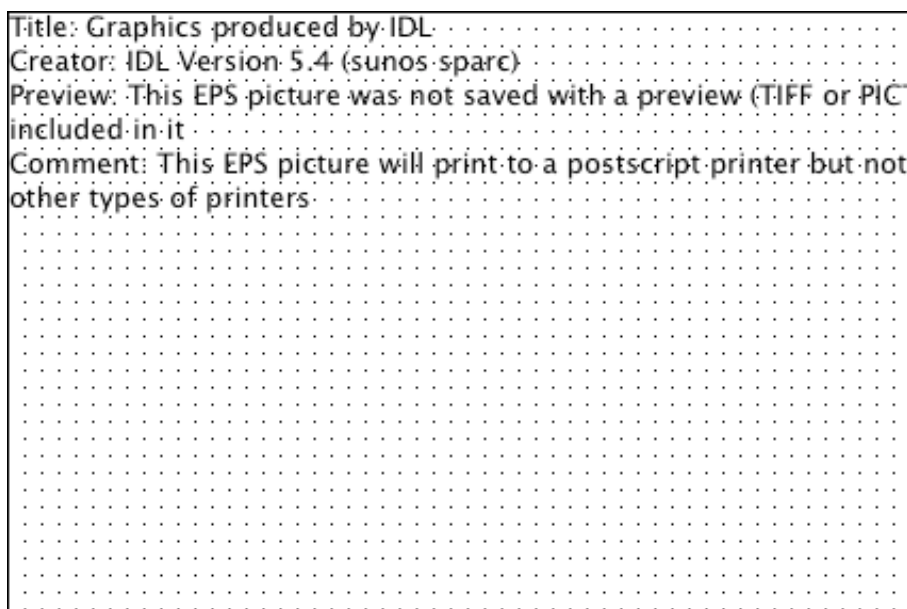 Title: Graphics produced by IDL
Creator: IDL Version 5.4 (sunos sparc)
Preview: This EPS picture was not saved with a preview (TIFF or PICT
included in it
Comment: This EPS picture will print to a postscript printer but not
other types of printers